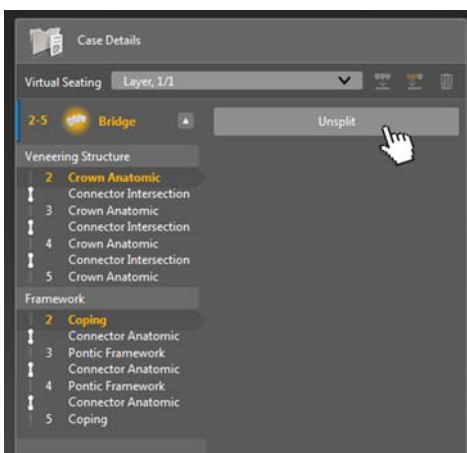 Case Details
Virtual Seating Layer, 1/1
2-5 Bridge Unsplit
Veneering Structure
2 Crown Anatomic
Connector Intersection
3 Crown Anatomic
Connector Intersection
4 Crown Anatomic
Connector Intersection
5 Crown Anatomic
Framework
2 Coping
Connector Anatomic
3 Pontic Framework
Connector Anatomic
4 Pontic Framework
Connector Anatomic
5 Coping